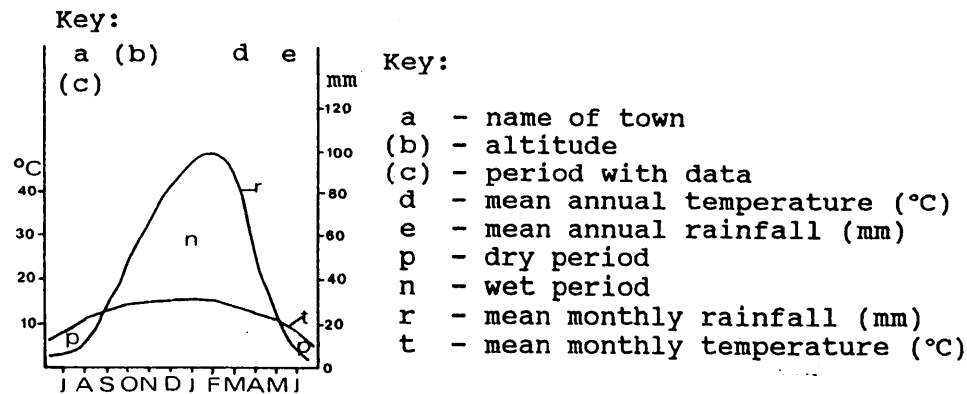 Key:
a (b) d e
(c)
mm
120
°C
100
40
r
80
n
60
30
40
20
10
p
t
20
p
0
J A S O N D J F M A M J
Key:
a - name of town
(b) - altitude
(c) - period with data
d - mean annual temperature (°C)
e - mean annual rainfall (mm)
p - dry period
n - wet period
r - mean monthly rainfall (mm)
t - mean monthly temperature (°C)